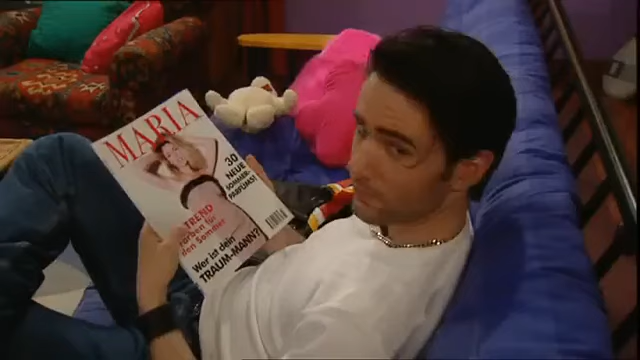 MARIA
30
NEUE
SOMMER-
PARFUMS!
TREND
Farben für
den Sommer
Wer ist dein
TRAUM-MANN?